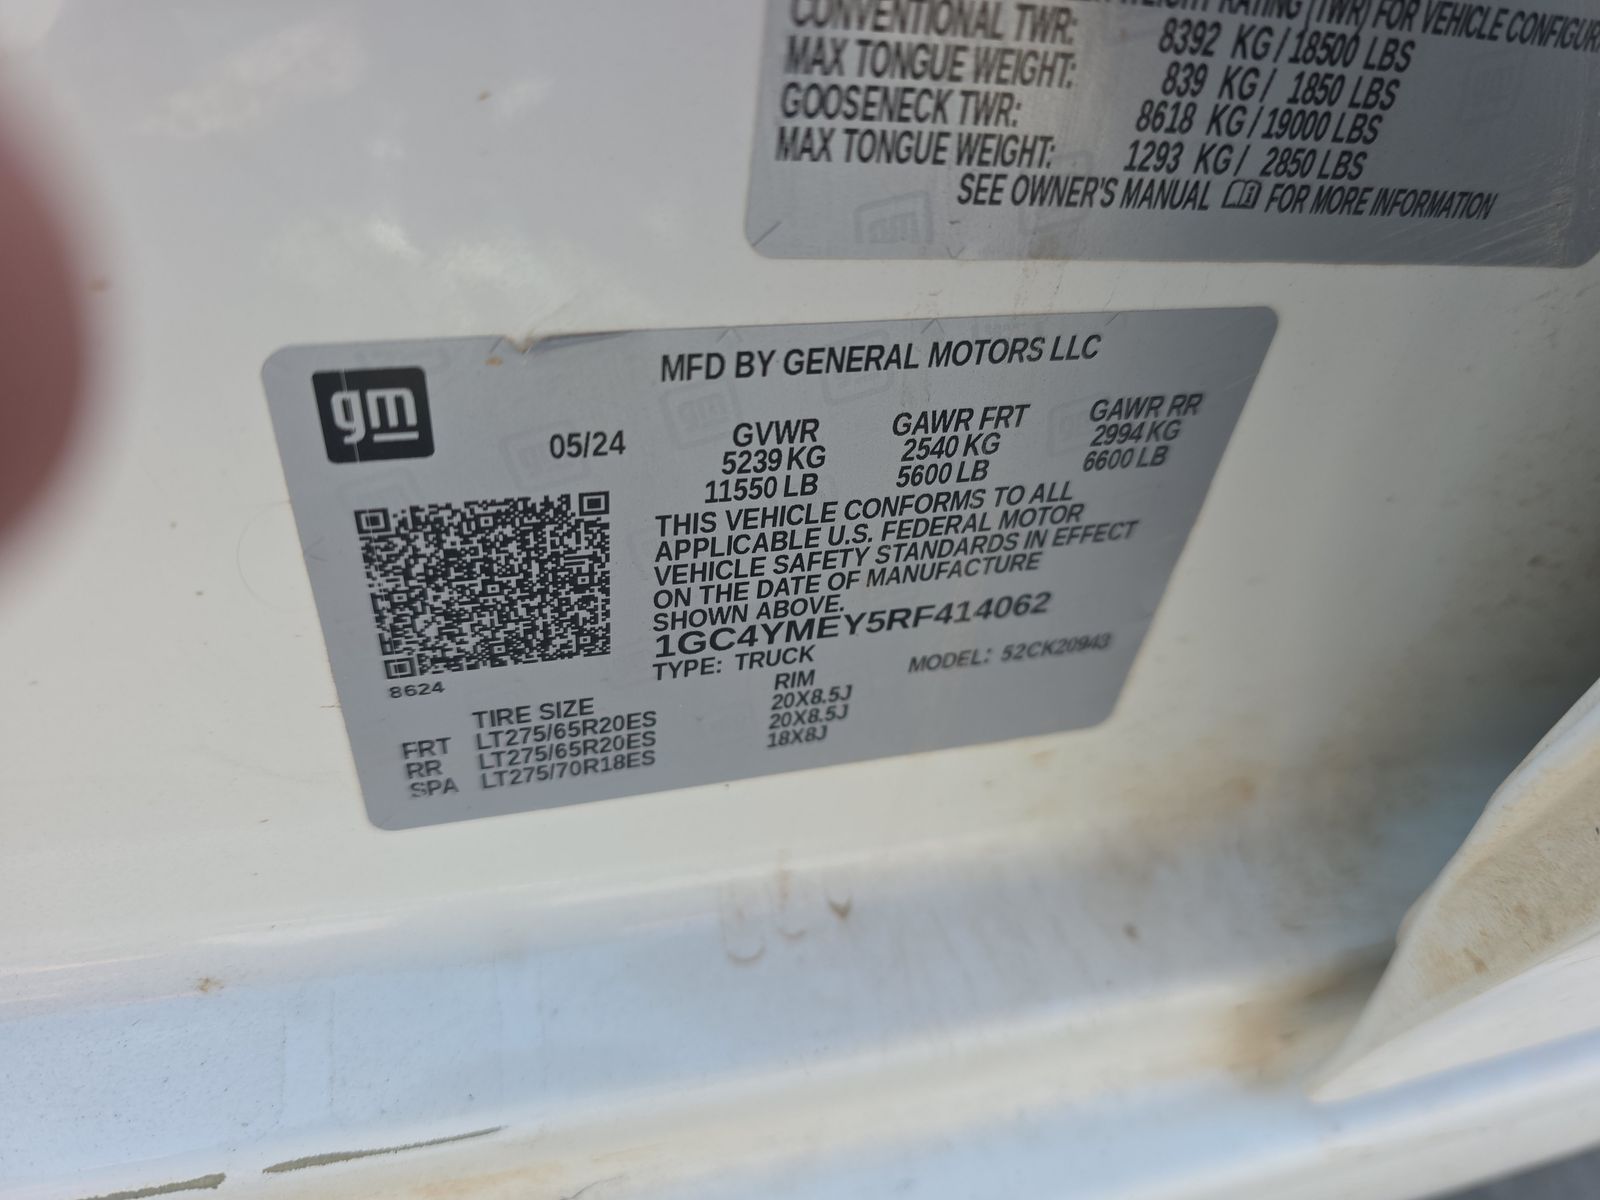 WEIGHT RATING (TWR) FOR VEHICLE
CONVENTIONAL TWR: 8392 KG / 18500 LBS
MAX TONGUE WEIGHT: 839 KG / 1850 LBS
GOOSENECK TWR: 8618 KG / 19000 LBS
MAX TONGUE WEIGHT: 1293 KG / 2850 LBS
SEE OWNER'S MANUAL FOR MORE INFORMATION
gm
MFD BY GENERAL MOTORS LLC
05/24 GVWR GAWR FRT GAWR RR
5239 KG 2540 KG 2994 KG
11550 LB 5600 LB 6600 LB
THIS VEHICLE CONFORMS TO ALL
APPLICABLE U.S. FEDERAL MOTOR
VEHICLE SAFETY STANDARDS IN EFFECT
ON THE DATE OF MANUFACTURE
SHOWN ABOVE.
1GC4YMEY5RF414062
TYPE: TRUCK MODEL: 52CK20943
8624
TIRE SIZE RIM
FRT LT275/65R20ES 20X8.5J
RR LT275/65R20ES 20X8.5J
SPA LT275/70R18ES 18X8J